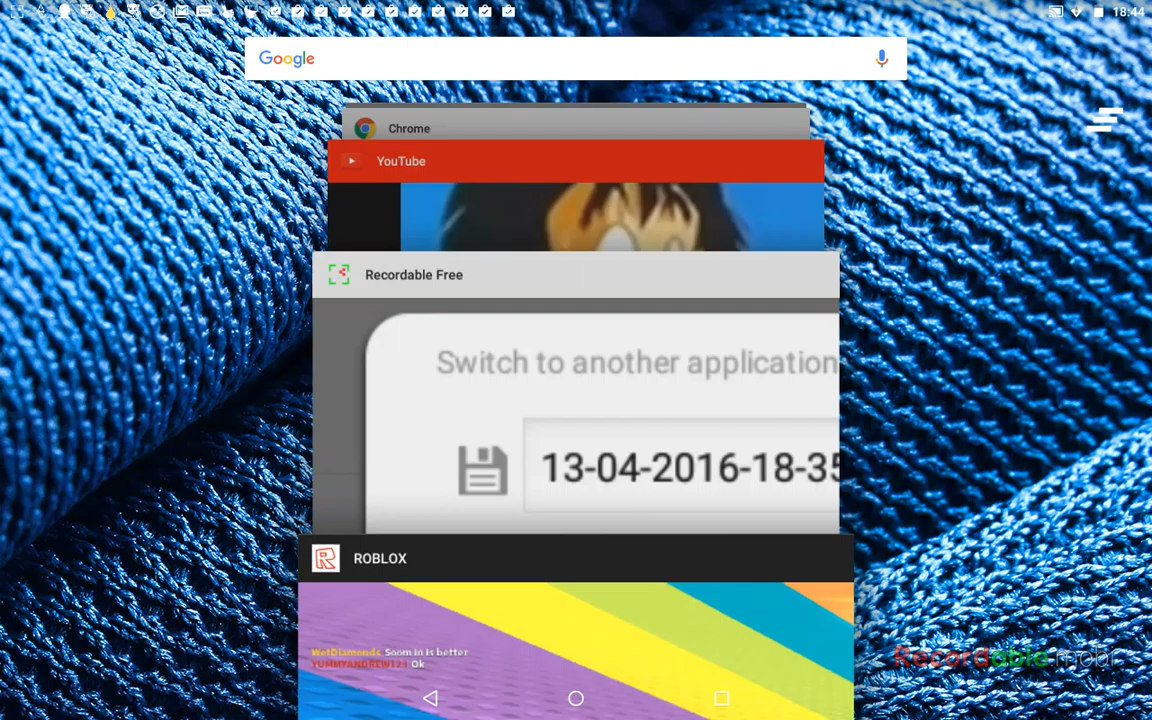 18:44
Google
Chrome
YouTube
Recordable Free
Switch to another application
13-04-2016-18-35
ROBLOX
WetDiamonds Soom.in is better
YUMMYANDREW123 Ok
Recordable.mobi